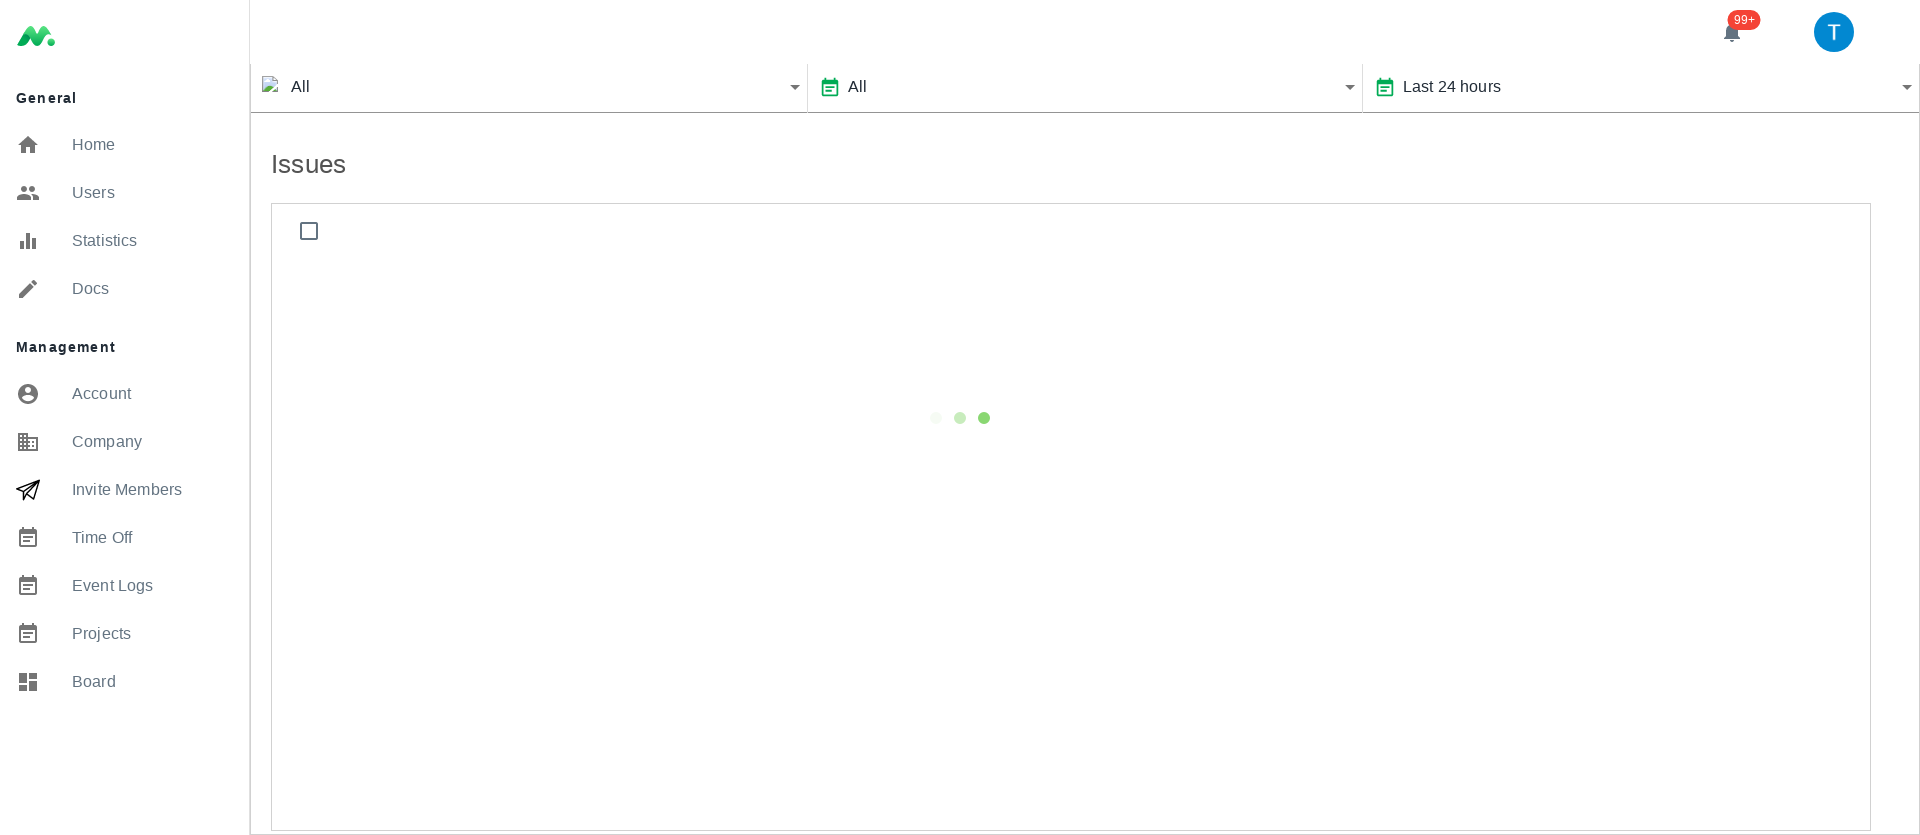 99+
T
General
Home
Users
Statistics
Docs
Management
Account
Company
Invite Members
Time Off
Event Logs
Projects
Board
All
All
Last 24 hours
Issues